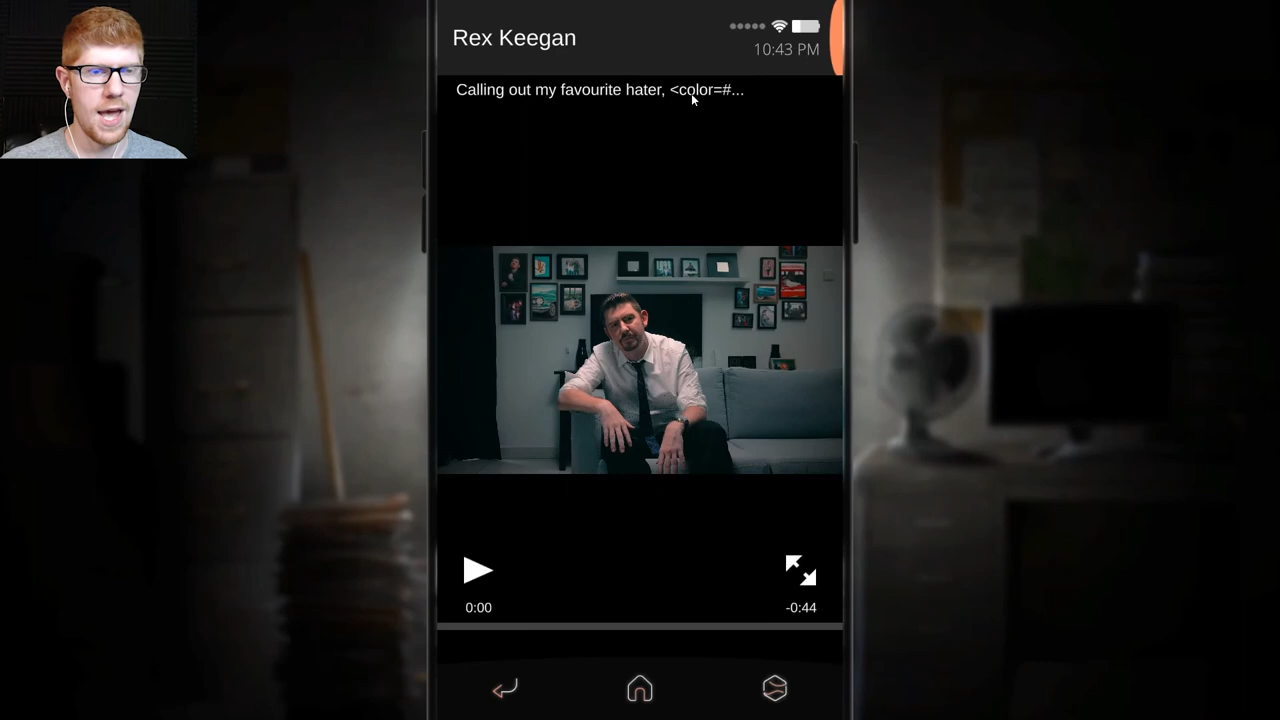 Rex Keegan
10:43 PM
Calling out my favourite hater, <color=#...
0:00
-0:44